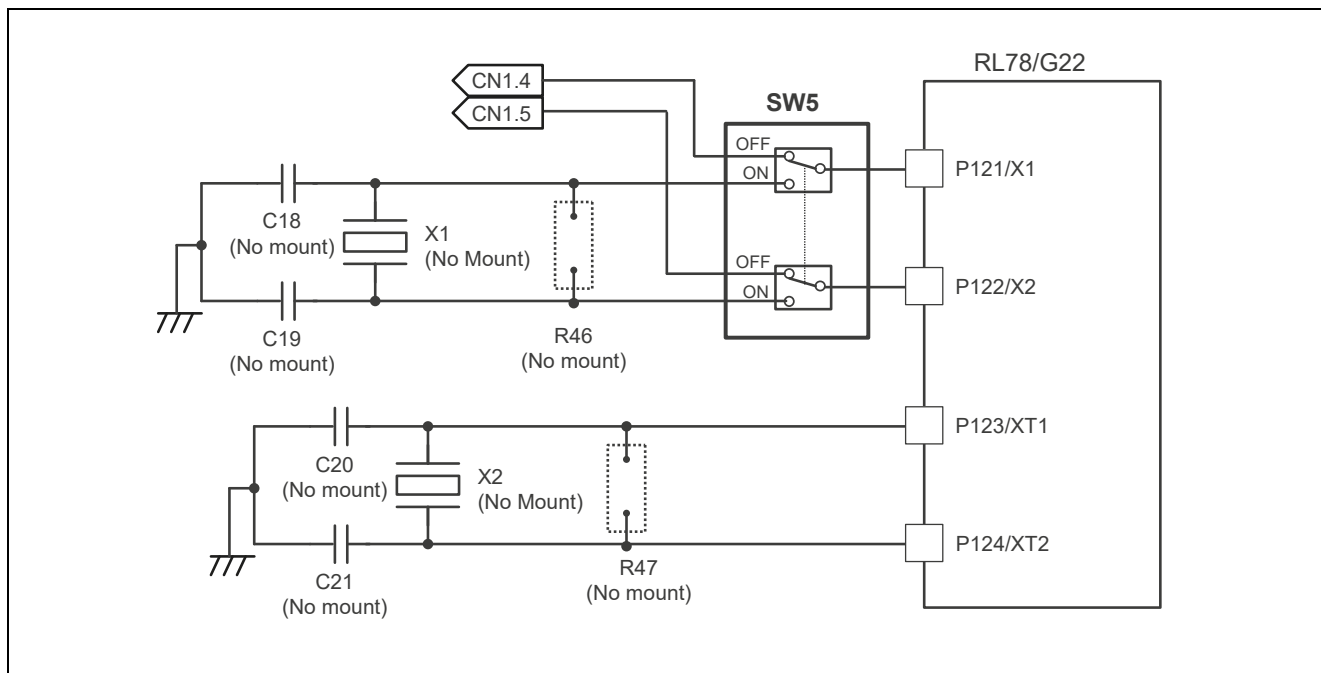 RL78/G22
CN1.4
CN1.5
SW5
OFF
ON
P121/X1
C18
(No mount)
X1
(No Mount)
OFF
ON
P122/X2
C19
(No mount)
R46
(No mount)
P123/XT1
C20
(No mount)
X2
(No Mount)
P124/XT2
C21
(No mount)
R47
(No mount)